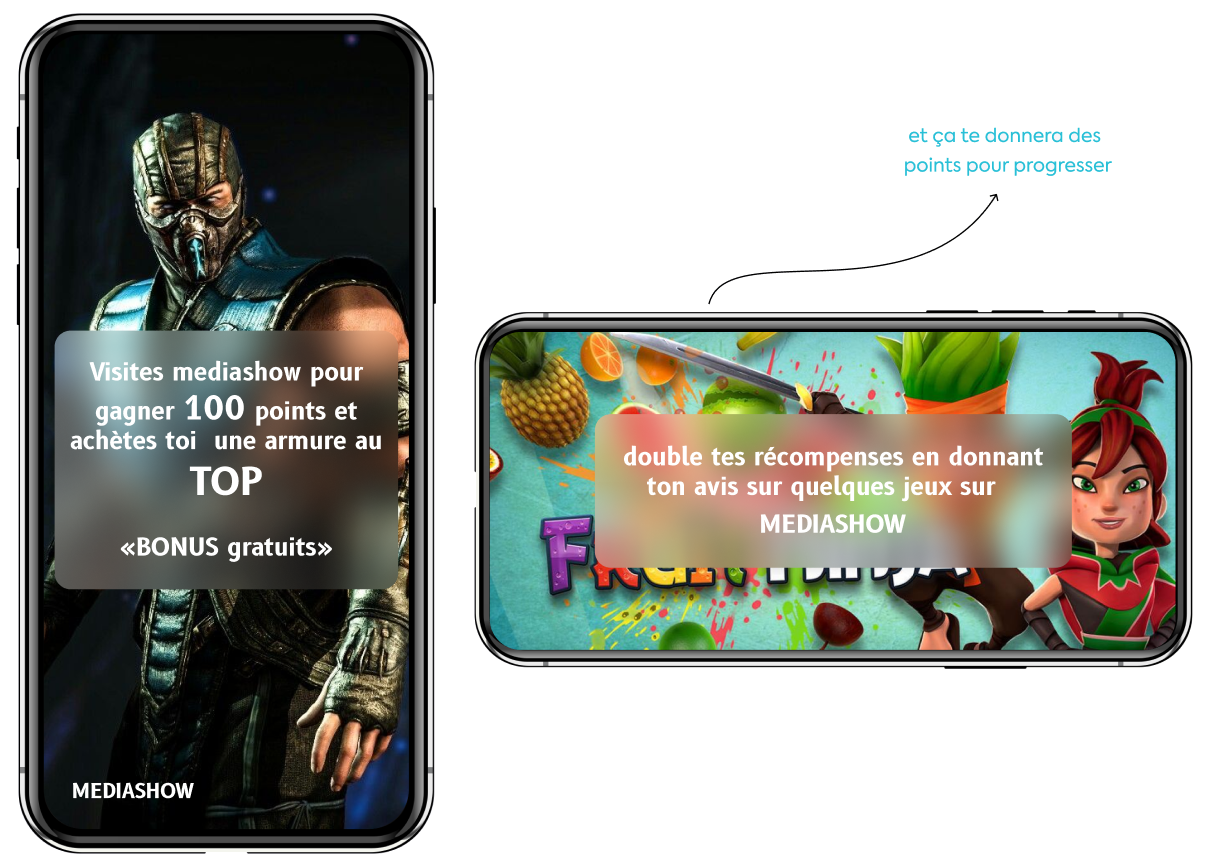 Visites mediashow pour
gagner 100 points et
achètes toi une armure au
TOP
«BONUS gratuits»
MEDIASHOW
et ça te donnera des
points pour progresser
double tes récompenses en donnant
ton avis sur quelques jeux sur
MEDIASHOW